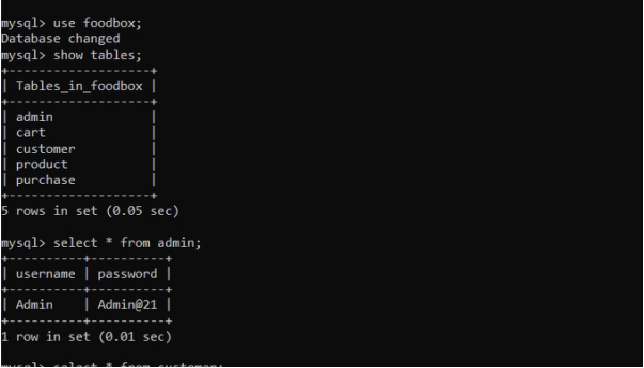 mysql> use foodbox;
Database changed
mysql> show tables;
+-------------------+
| Tables_in_foodbox |
+-------------------+
| admin             |
| cart              |
| customer          |
| product           |
| purchase          |
+-------------------+
5 rows in set (0.05 sec)
mysql> select * from admin;
+----------+----------+
| username | password |
+----------+----------+
| Admin    | Admin@21 |
+----------+----------+
1 row in set (0.01 sec)
mysql> select * from customer;